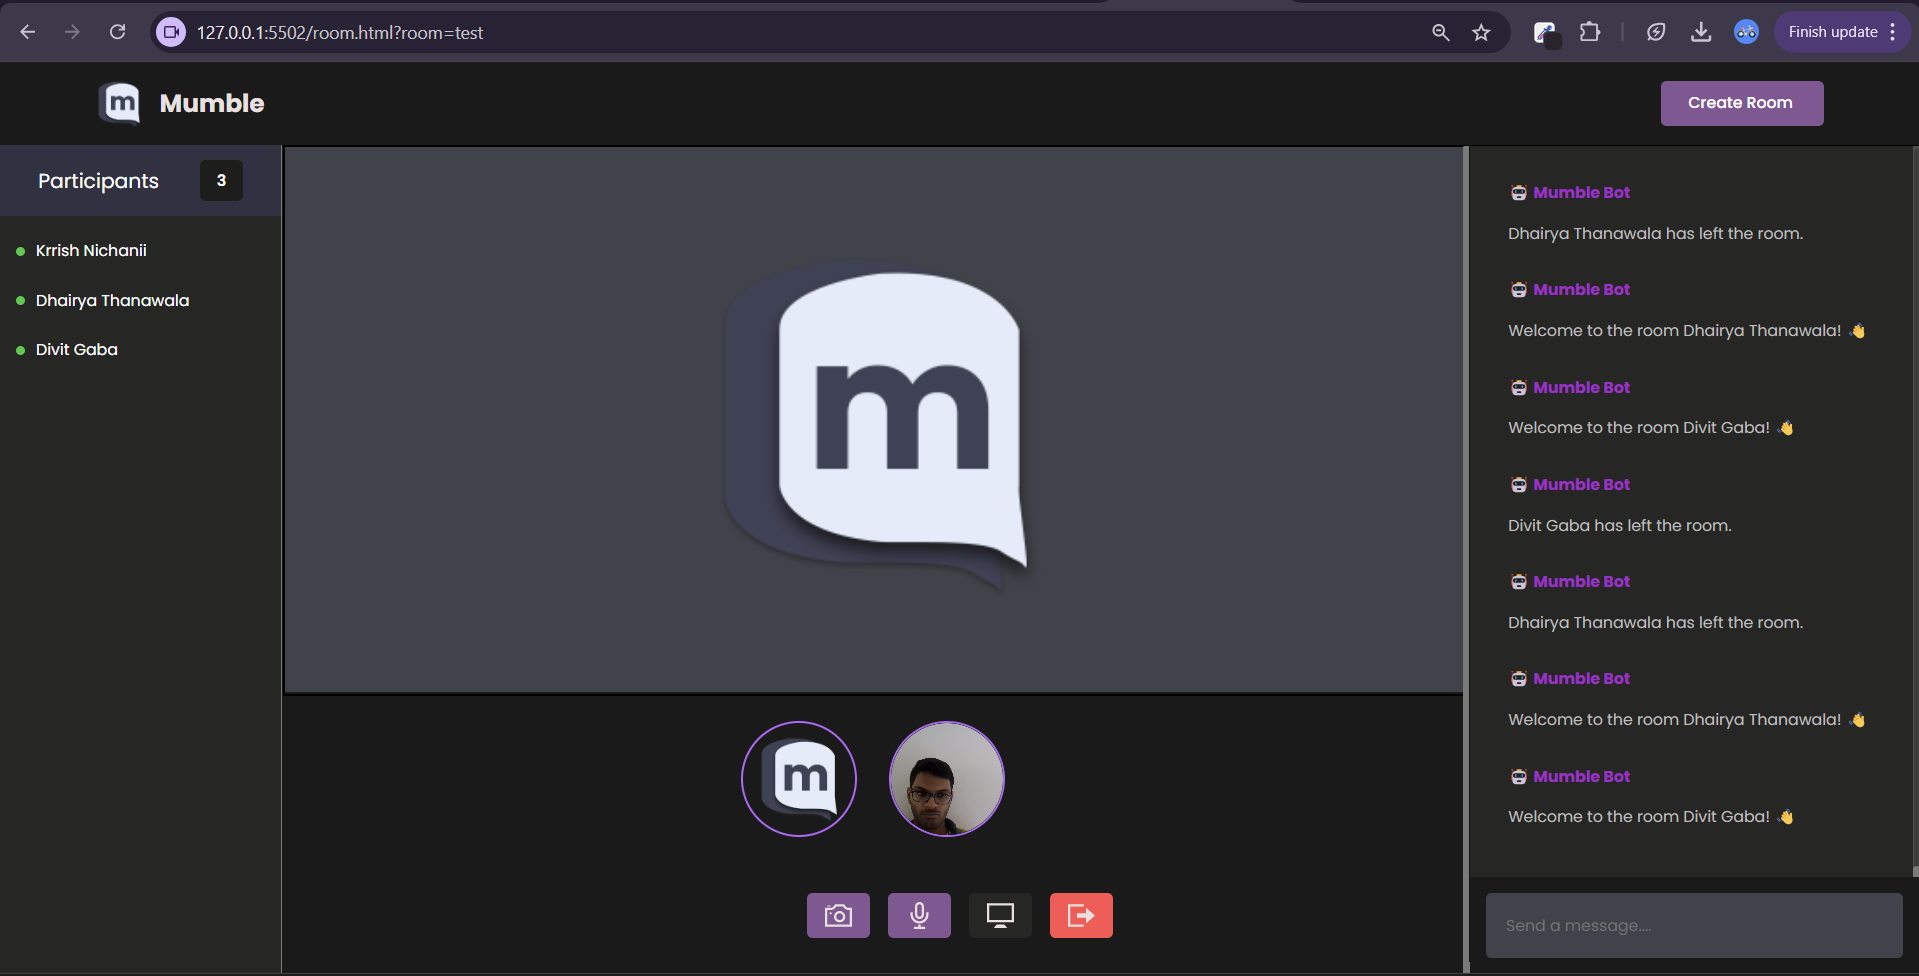 127.0.0.1:5502/room.html?room=test
Finish update
m Mumble
Create Room
Participants 3
Krrish Nichanii
Dhairya Thanawala
Divit Gaba
m
m
Mumble Bot
Dhairya Thanawala has left the room.
Mumble Bot
Welcome to the room Dhairya Thanawala! 👋
Mumble Bot
Welcome to the room Divit Gaba! 👋
Mumble Bot
Divit Gaba has left the room.
Mumble Bot
Dhairya Thanawala has left the room.
Mumble Bot
Welcome to the room Dhairya Thanawala! 👋
Mumble Bot
Welcome to the room Divit Gaba! 👋
Send a message....